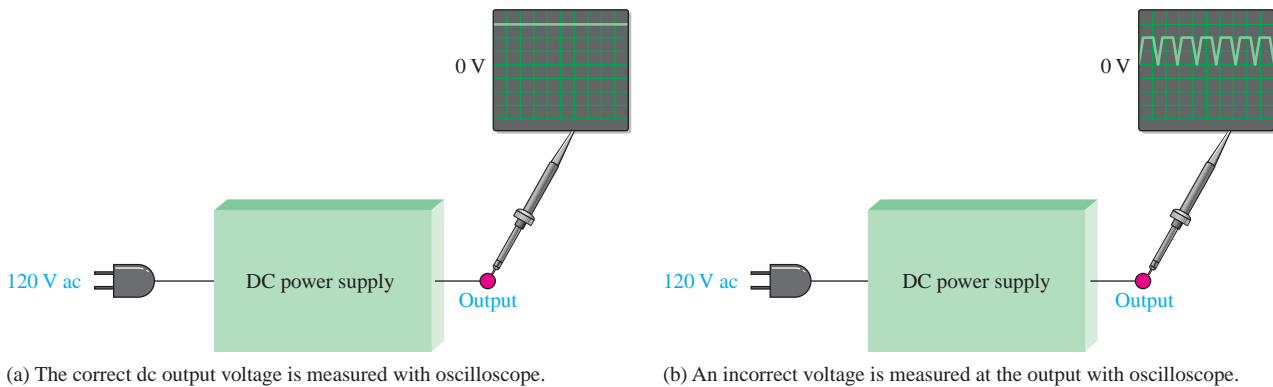 0 V
120 V ac
DC power supply
Output
(a) The correct dc output voltage is measured with oscilloscope.
0 V
120 V ac
DC power supply
Output
(b) An incorrect voltage is measured at the output with oscilloscope.